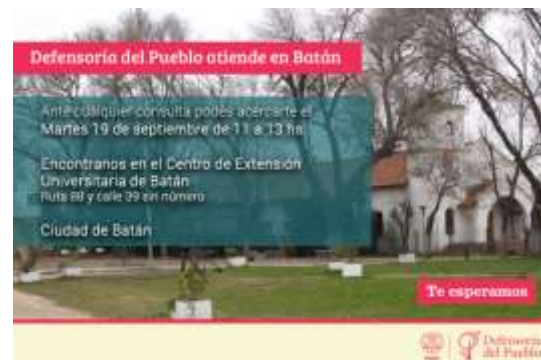 Defensoría del Pueblo atiende en Batán
Ante cualquier consulta podés acercarte el
Martes 19 de septiembre de 11 a 13 hs
Encontranos en el Centro de Extensión
Universitaria de Batán
Ruta 88 y calle 39 sin número
Ciudad de Batán
Te esperamos
Defensoría
del Pueblo